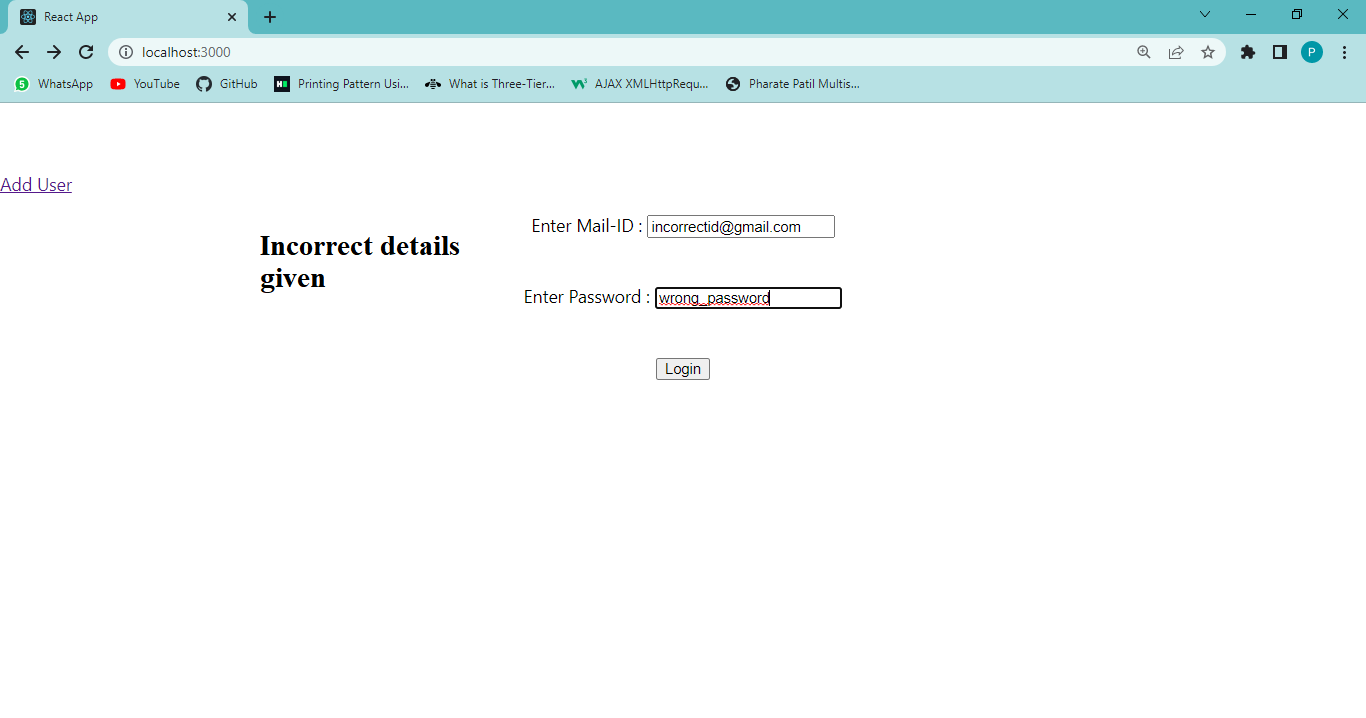 React App
localhost:3000
P
5 WhatsApp YouTube GitHub Printing Pattern Usi... What is Three-Tier... AJAX XMLHttpRequ... Pharate Patil Multis...
Add User
Enter Mail-ID : incorrectid@gmail.com
Incorrect details
given
Enter Password : wrong_password
Login